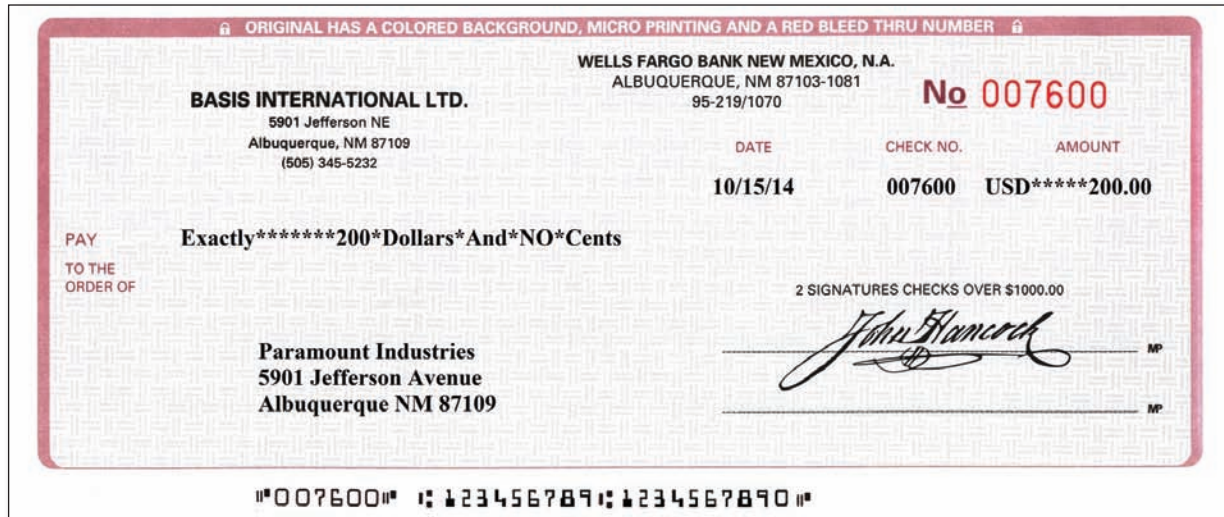 ORIGINAL HAS A COLORED BACKGROUND, MICRO PRINTING AND A RED BLEED THRU NUMBER
WELLS FARGO BANK NEW MEXICO, N.A.
ALBUQUERQUE, NM 87103-1081
95-219/1070
No 007600
BASIS INTERNATIONAL LTD.
5901 Jefferson NE
Albuquerque, NM 87109
(505) 345-5232
DATE CHECK NO. AMOUNT
10/15/14 007600 USD*****200.00
PAY Exactly*******200*Dollars*And*NO*Cents
TO THE
ORDER OF
2 SIGNATURES CHECKS OVER $1000.00
John Hancock
MP
Paramount Industries
5901 Jefferson Avenue
Albuquerque NM 87109
MP
⑈007600⑈ ⑆123456789⑆1234567890⑈